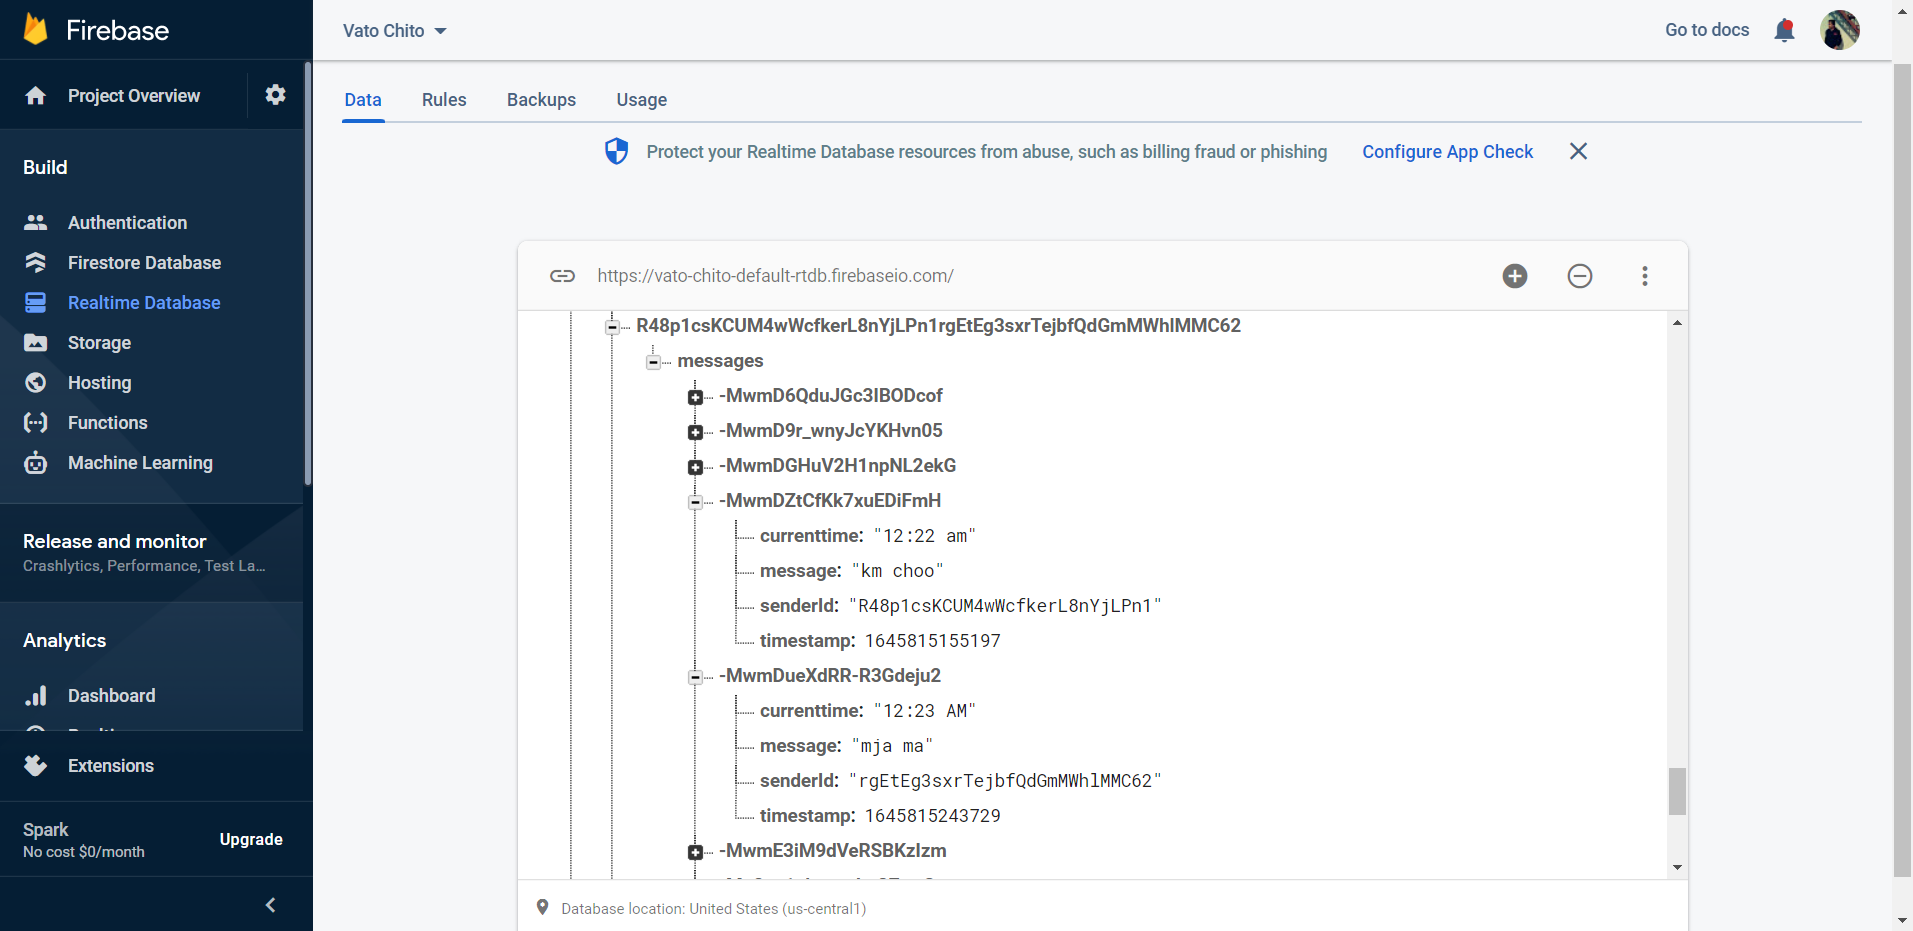 Firebase
Project Overview
Build
Authentication
Firestore Database
Realtime Database
Storage
Hosting
Functions
Machine Learning
Release and monitor
Crashlytics, Performance, Test La...
Analytics
Dashboard
Extensions
Spark
No cost $0/month
Upgrade
Vato Chito
Go to docs
Data Rules Backups Usage
Protect your Realtime Database resources from abuse, such as billing fraud or phishing Configure App Check
https://vato-chito-default-rtdb.firebaseio.com/
R48p1csKCUM4wWcfkerL8nYjLPn1rgEtEg3sxrTejbfQdGmMWhlMMC62
messages
-MwmD6QduJGc3IBODcof
-MwmD9r_wnyJcYKHvn05
-MwmDGHuV2H1npNL2ekG
-MwmDZtCfKk7xuEDiFmH
currenttime: "12:22 am"
message: "km choo"
senderId: "R48p1csKCUM4wWcfkerL8nYjLPn1"
timestamp: 1645815155197
-MwmDueXdRR-R3Gdeju2
currenttime: "12:23 AM"
message: "mja ma"
senderId: "rgEtEg3sxrTejbfQdGmMWhlMMC62"
timestamp: 1645815243729
-MwmE3iM9dVeRSBKzIzm
Database location: United States (us-central1)